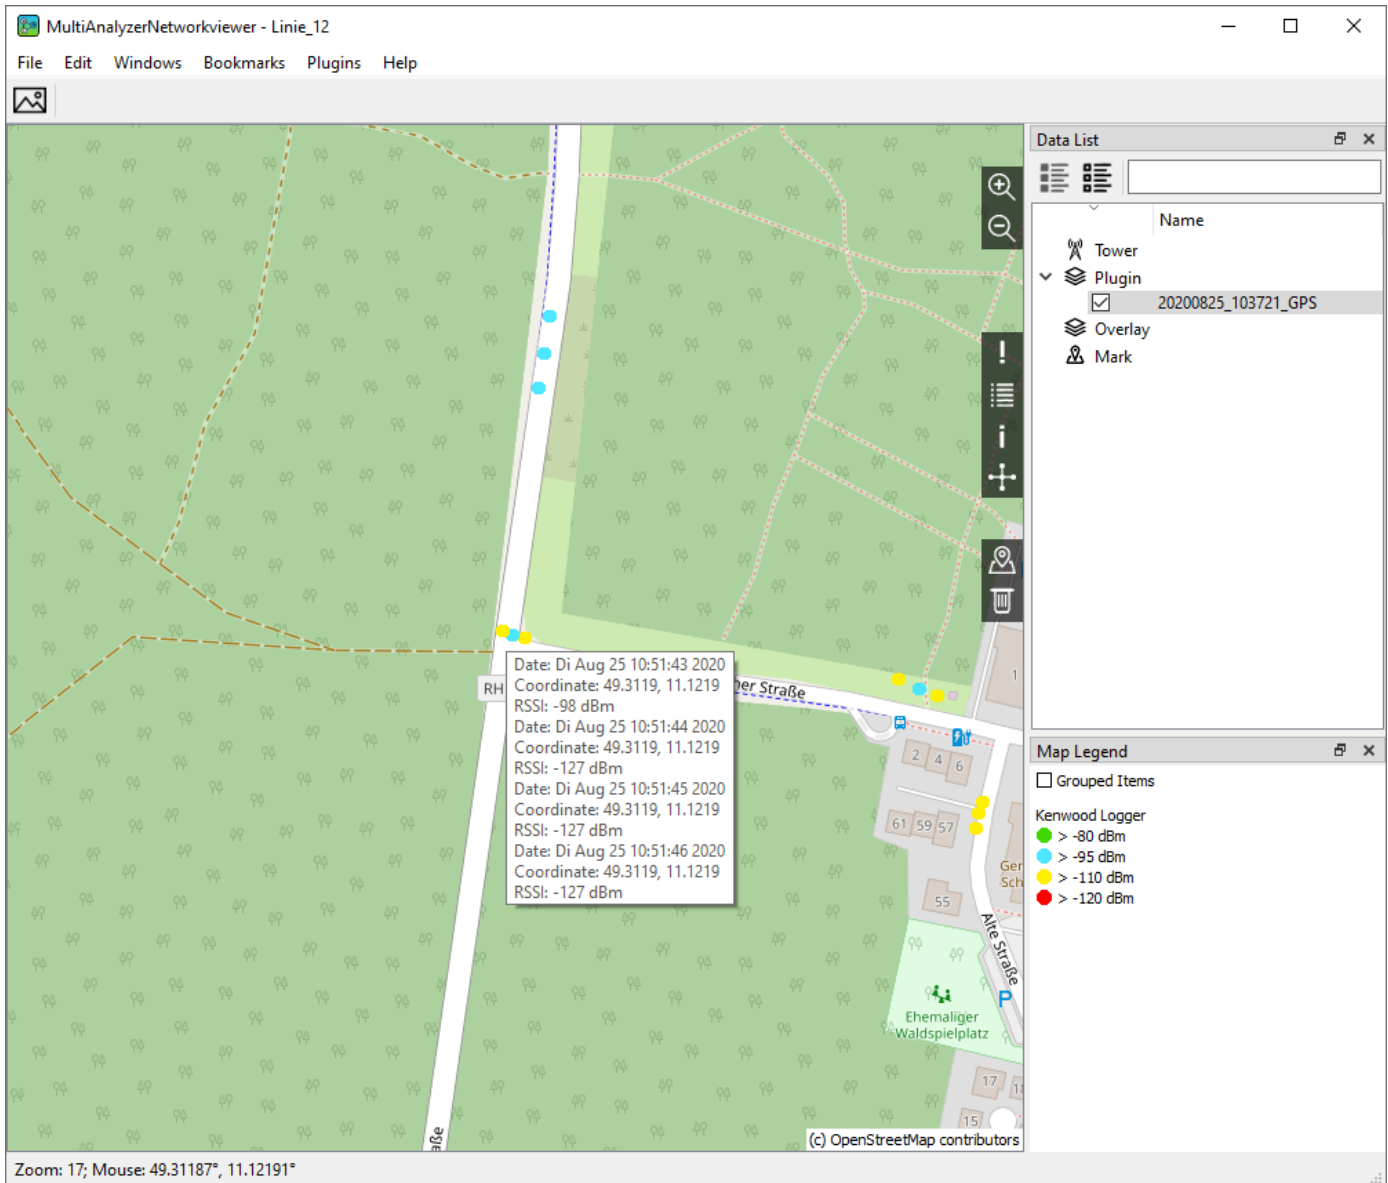 MultiAnalyzerNetworkviewer - Linie_12
File Edit Windows Bookmarks Plugins Help
Data List
Name
Tower
Plugin
20200825_103721_GPS
Overlay
Mark
RH
her Straße
Date: Di Aug 25 10:51:43 2020
Coordinate: 49.3119, 11.1219
RSSI: -98 dBm
Date: Di Aug 25 10:51:44 2020
Coordinate: 49.3119, 11.1219
RSSI: -127 dBm
Date: Di Aug 25 10:51:45 2020
Coordinate: 49.3119, 11.1219
RSSI: -127 dBm
Date: Di Aug 25 10:51:46 2020
Coordinate: 49.3119, 11.1219
RSSI: -127 dBm
1
2 4 6
61 59 57
Ger
Sch
55
Alte Straße
P
Ehemaliger
Waldspielplatz
17
18
15
aße
(c) OpenStreetMap contributors
Map Legend
Grouped Items
Kenwood Logger
> -80 dBm
> -95 dBm
> -110 dBm
> -120 dBm
Zoom: 17; Mouse: 49.31187°, 11.12191°